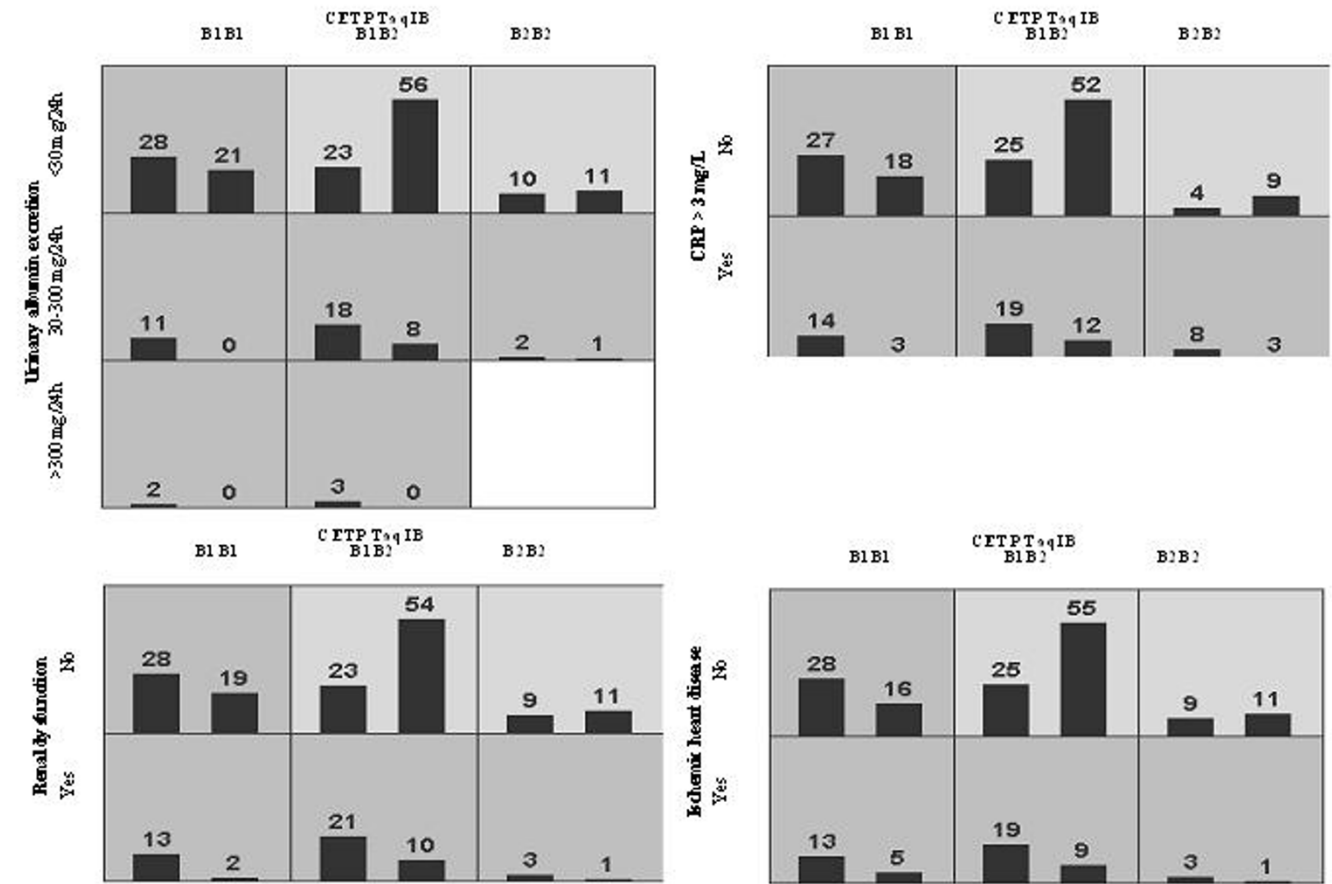 CETP TaqIB
B1B1 B1B2 B2B2
Urinary albumin excretion
<30mg/24h
28 21 23 56 10 11
30-300 mg/24h
11 0 18 8 2 1
>300 mg/24h
2 0 3 0
CETP TaqIB
B1B1 B1B2 B2B2
CRP > 3 mg/L
No
27 18 25 52 4 9
Yes
14 3 19 12 8 3
CETP TaqIB
B1B1 B1B2 B2B2
Renal dysfunction
No
28 19 23 54 9 11
Yes
13 2 21 10 3 1
CETP TaqIB
B1B1 B1B2 B2B2
Ischemic heart disease
No
28 16 25 55 9 11
Yes
13 5 19 9 3 1